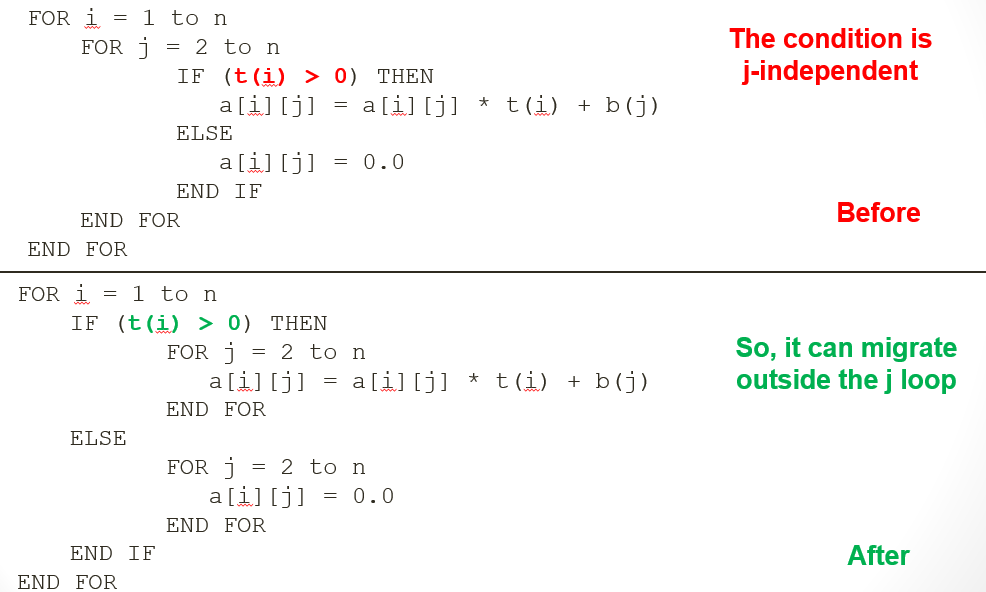 FOR i = 1 to n
FOR j = 2 to n
IF (t(i) > 0) THEN
a[i][j] = a[i][j] * t(i) + b(j)
ELSE
a[i][j] = 0.0
END IF
END FOR
END FOR
The condition is
j-independent
Before
FOR i = 1 to n
IF (t(i) > 0) THEN
FOR j = 2 to n
a[i][j] = a[i][j] * t(i) + b(j)
END FOR
ELSE
FOR j = 2 to n
a[i][j] = 0.0
END FOR
END IF
END FOR
So, it can migrate
outside the j loop
After